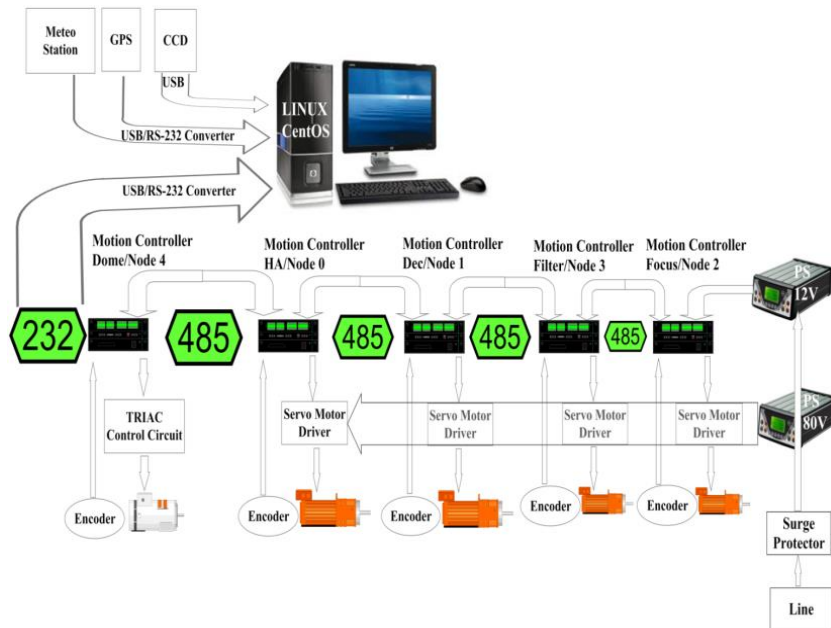 Meteo
Station
GPS
CCD
USB
LINUX
CentOS
USB/RS-232 Converter
USB/RS-232 Converter
Motion Controller
Dome/Node 4
Motion Controller
HA/Node 0
Motion Controller
Dec/Node 1
Motion Controller
Filter/Node 3
Motion Controller
Focus/Node 2
PS
12V
232
485
485
485
485
TRIAC
Control Circuit
Servo Motor
Driver
Servo Motor
Driver
Servo Motor
Driver
Servo Motor
Driver
PS
80V
Encoder
Encoder
Encoder
Encoder
Encoder
Surge
Protector
Line